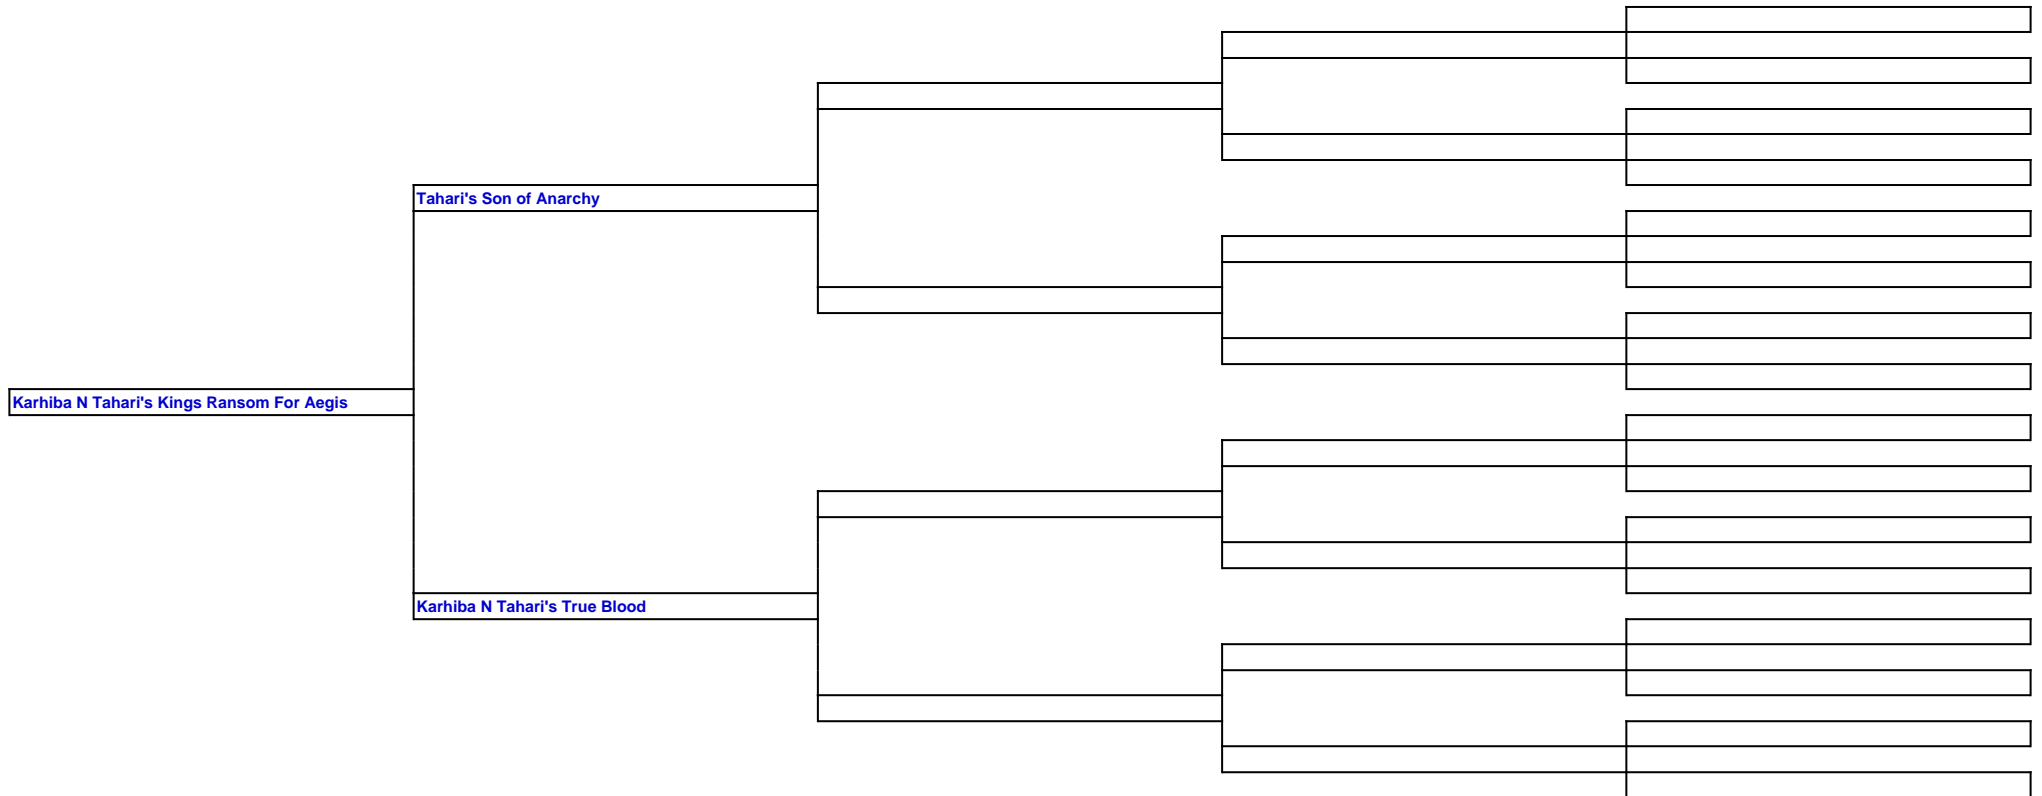 Tahari's Son of Anarchy
Karhiba N Tahari's Kings Ransom For Aegis
Karhiba N Tahari's True Blood